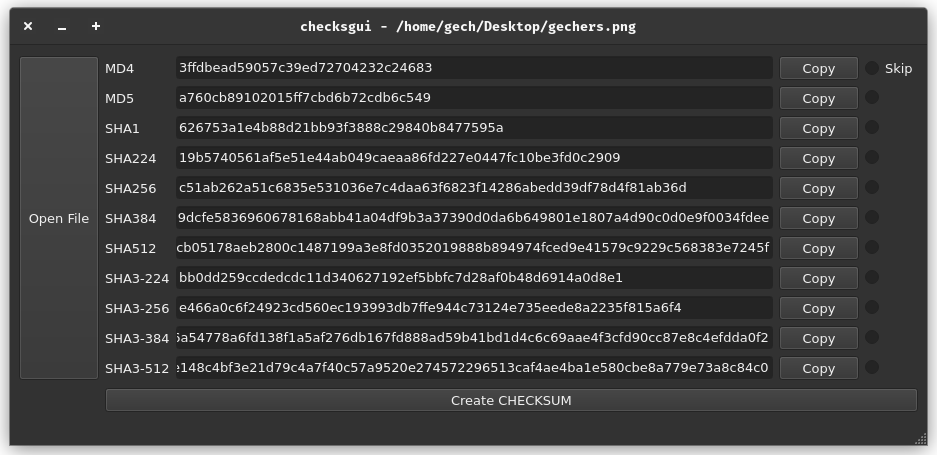 checksgui - /home/gech/Desktop/gechers.png
Open File
MD4 3ffdbead59057c39ed72704232c24683 Copy Skip
MD5 a760cb89102015ff7cbd6b72cdb6c549 Copy
SHA1 626753a1e4b88d21bb93f3888c29840b8477595a Copy
SHA224 19b5740561af5e51e44ab049caeaa86fd227e0447fc10be3fd0c2909 Copy
SHA256 c51ab262a51c6835e531036e7c4daa63f6823f14286abedd39df78d4f81ab36d Copy
SHA384 9dcfe5836960678168abb41a04df9b3a37390d0da6b649801e1807a4d90c0d0e9f0034fdee Copy
SHA512 cb05178aeb2800c1487199a3e8fd0352019888b894974fced9e41579c9229c568383e7245f Copy
SHA3-224 bb0dd259ccdedcdc11d340627192ef5bbfc7d28af0b48d6914a0d8e1 Copy
SHA3-256 e466a0c6f24923cd560ec193993db7ffe944c73124e735eede8a2235f815a6f4 Copy
SHA3-384 5a54778a6fd138f1a5af276db167fd888ad59b41bd1d4c6c69aae4f3cfd90cc87e8c4efdda0f2 Copy
SHA3-512 e148c4bf3e21d79c4a7f40c57a9520e274572296513caf4ae4ba1e580cbe8a779e73a8c84c0 Copy
Create CHECKSUM